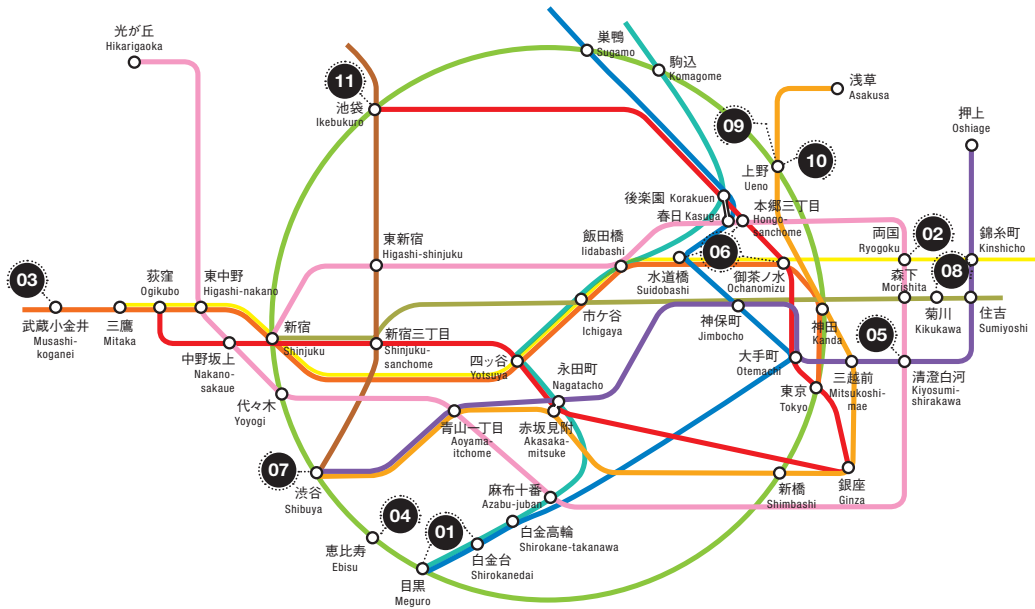 光が丘
Hikarigaoka
巣鴨
Sugamo
駒込
Komagome
浅草
Asakusa
11
池袋
Ikebukuro
09
10
押上
Oshiage
上野
Ueno
後楽園 Korakuen
春日 Kasuga
本郷三丁目
Hongo-
sanchome
東新宿
Higashi-shinjuku
飯田橋
Iidabashi
両国
Ryogoku
02
錦糸町
Kinshicho
03
荻窪
Ogikubo
東中野
Higashi-nakano
水道橋
Suidobashi
06
御茶ノ水
Ochanomizu
森下
Morishita
08
武蔵小金井
Musashi-
koganei
三鷹
Mitaka
新宿
Shinjuku
新宿三丁目
Shinjuku-
sanchome
市ケ谷
Ichigaya
神保町
Jimbocho
神田
Kanda
菊川
Kikukawa
住吉
Sumiyoshi
05
中野坂上
Nakano-
sakaue
四ッ谷
Yotsuya
永田町
Nagatacho
大手町
Otemachi
三越前
Mitsukoshi-
mae
清澄白河
Kiyosumi-
shirakawa
代々木
Yoyogi
東京
Tokyo
青山一丁目
Aoyama-
itchome
赤坂見附
Akasaka-
mitsuke
07
渋谷
Shibuya
麻布十番
Azabu-juban
新橋
Shimbashi
銀座
Ginza
04
恵比寿
Ebisu
01
白金高輪
Shirokane-takanawa
白金台
Shirokanedai
目黒
Meguro